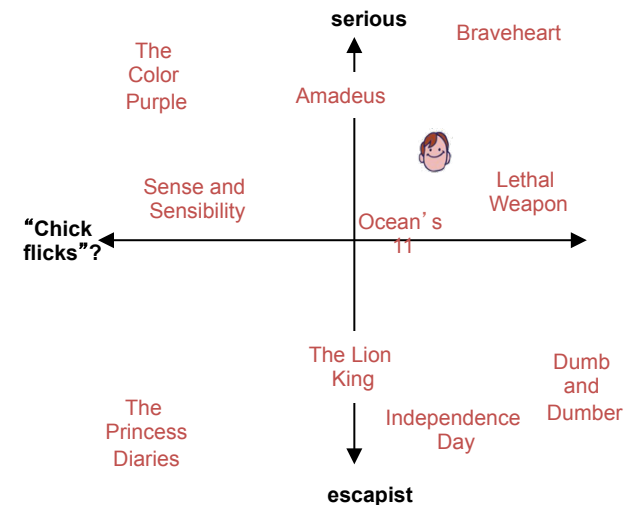 serious
Braveheart
The
Color
Purple
Amadeus
Sense and
Sensibility
Lethal
Weapon
“Chick
flicks”?
Ocean’s
11
The Lion
King
Dumb
and
Dumber
The
Princess
Diaries
Independence
Day
escapist